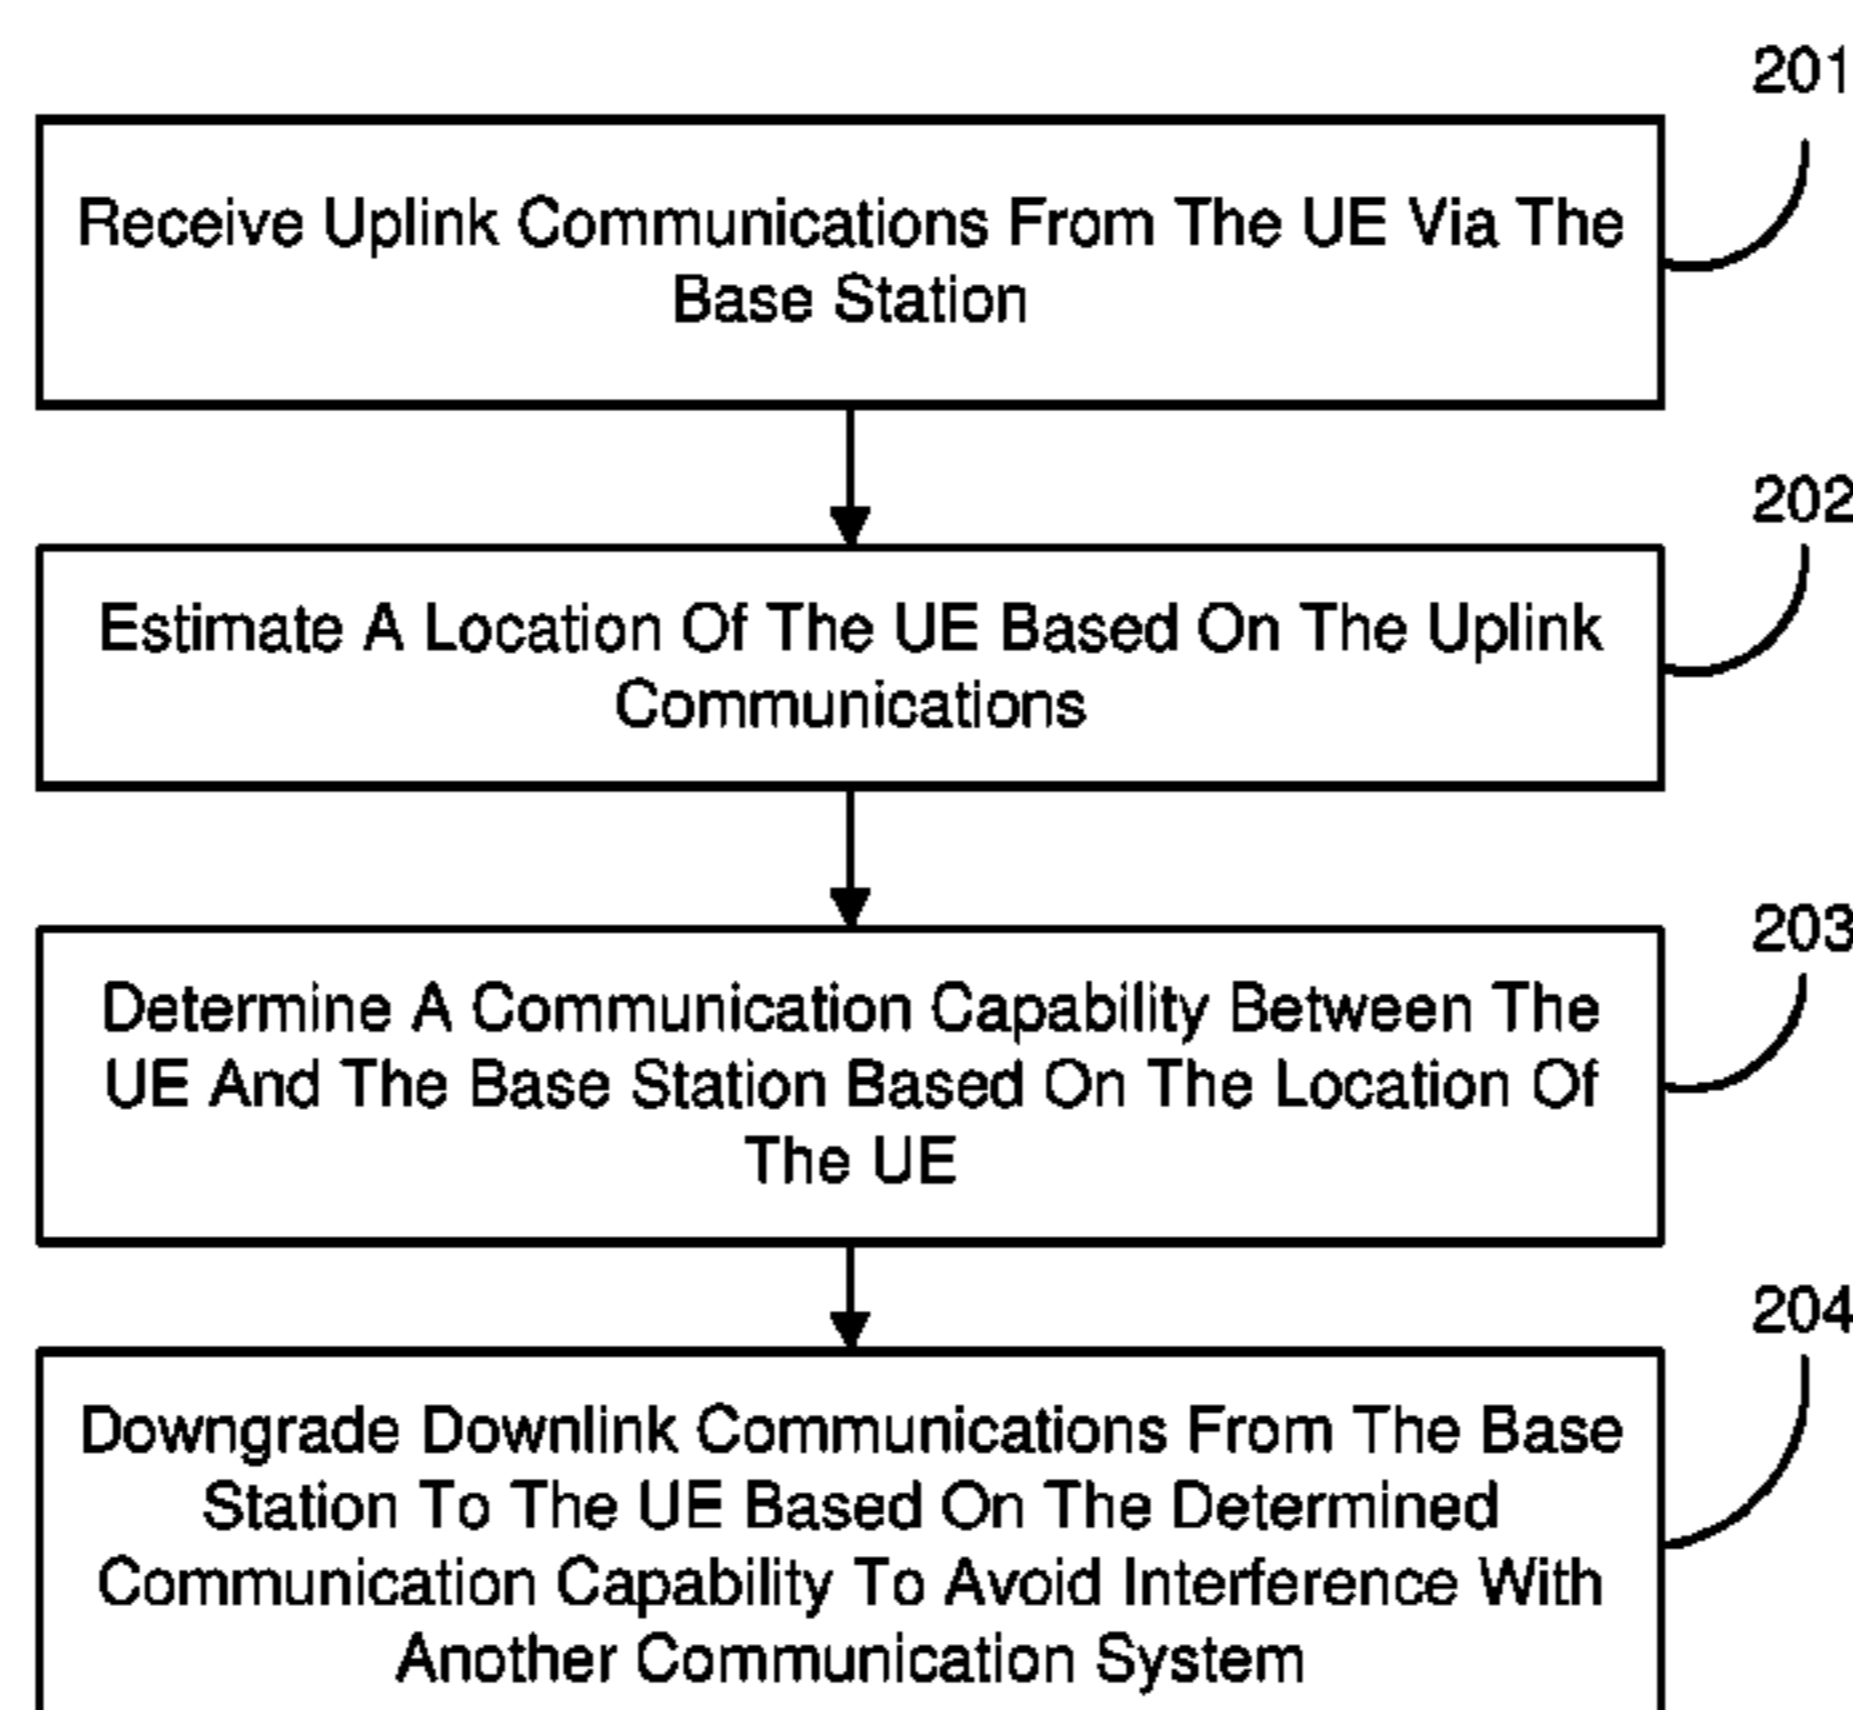 201
Receive Uplink Communications From The UE Via The
Base Station
202
Estimate A Location Of The UE Based On The Uplink
Communications
203
Determine A Communication Capability Between The
UE And The Base Station Based On The Location Of
The UE
204
Downgrade Downlink Communications From The Base
Station To The UE Based On The Determined
Communication Capability To Avoid Interference With
Another Communication System